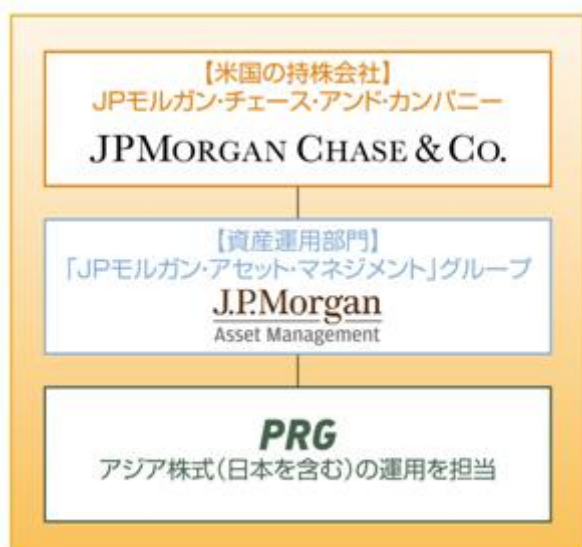 【米国の持株会社】
JPモルガン・チェース・アンド・カンパニー
JPMORGAN CHASE & CO.
【資産運用部門】
「JPモルガン・アセット・マネジメント」グループ
J.P.Morgan
Asset Management
PRG
アジア株式(日本を含む)の運用を担当